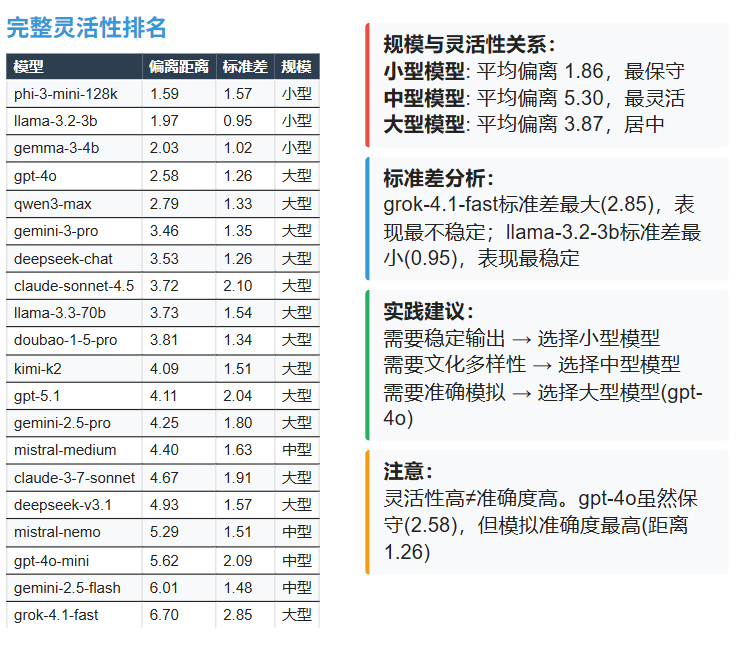 完整灵活性排名
模型 偏离距离 标准差 规模
phi-3-mini-128k 1.59 1.57 小型
llama-3.2-3b 1.97 0.95 小型
gemma-3-4b 2.03 1.02 小型
gpt-4o 2.58 1.26 大型
qwen3-max 2.79 1.33 大型
gemini-3-pro 3.46 1.35 大型
deepseek-chat 3.53 1.26 大型
claude-sonnet-4.5 3.72 2.10 大型
llama-3.3-70b 3.73 1.54 大型
doubao-1-5-pro 3.81 1.34 大型
kimi-k2 4.09 1.51 大型
gpt-5.1 4.11 2.04 大型
gemini-2.5-pro 4.25 1.80 大型
mistral-medium 4.40 1.63 中型
claude-3-7-sonnet 4.67 1.91 大型
deepseek-v3.1 4.93 1.57 大型
mistral-nemo 5.29 1.51 中型
gpt-4o-mini 5.62 2.09 中型
gemini-2.5-flash 6.01 1.48 中型
grok-4.1-fast 6.70 2.85 大型
规模与灵活性关系：
小型模型: 平均偏离 1.86，最保守
中型模型: 平均偏离 5.30，最灵活
大型模型: 平均偏离 3.87，居中
标准差分析：
grok-4.1-fast标准差最大(2.85)，表
现最不稳定；llama-3.2-3b标准差最
小(0.95)，表现最稳定
实践建议：
需要稳定输出 → 选择小型模型
需要文化多样性 → 选择中型模型
需要准确模拟 → 选择大型模型(gpt-
4o)
注意：
灵活性高≠准确度高。gpt-4o虽然保
守(2.58)，但模拟准确度最高(距离
1.26)